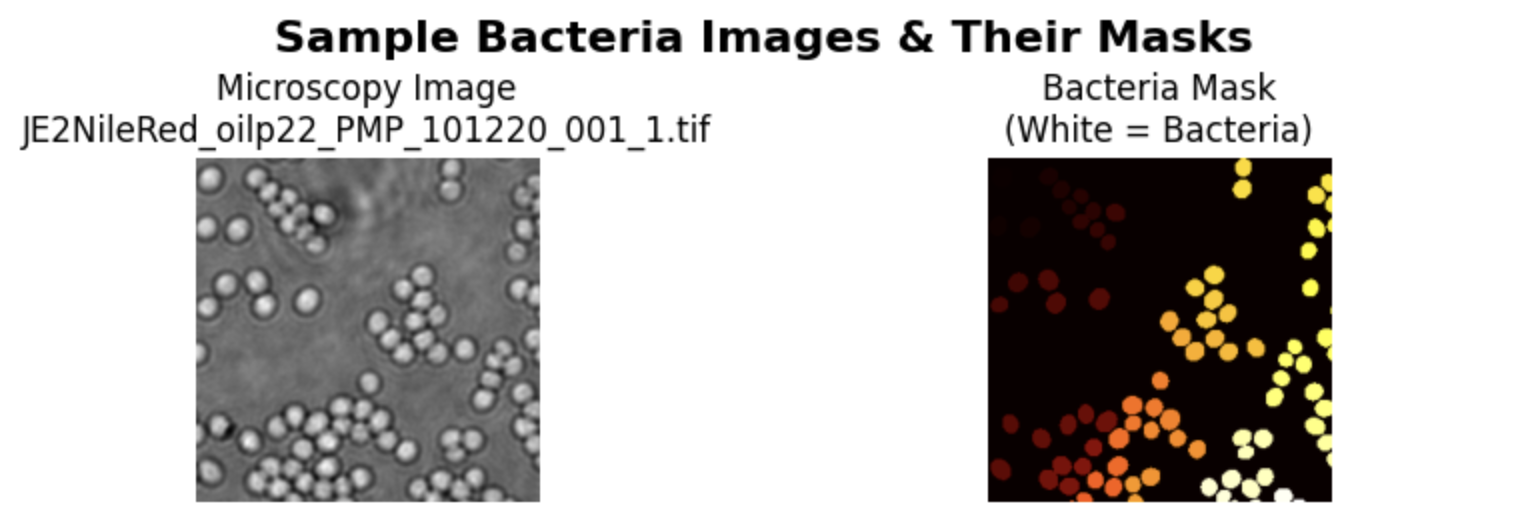 Sample Bacteria Images & Their Masks
Microscopy Image
JE2NileRed_oilp22_PMP_101220_001_1.tif
Bacteria Mask
(White = Bacteria)